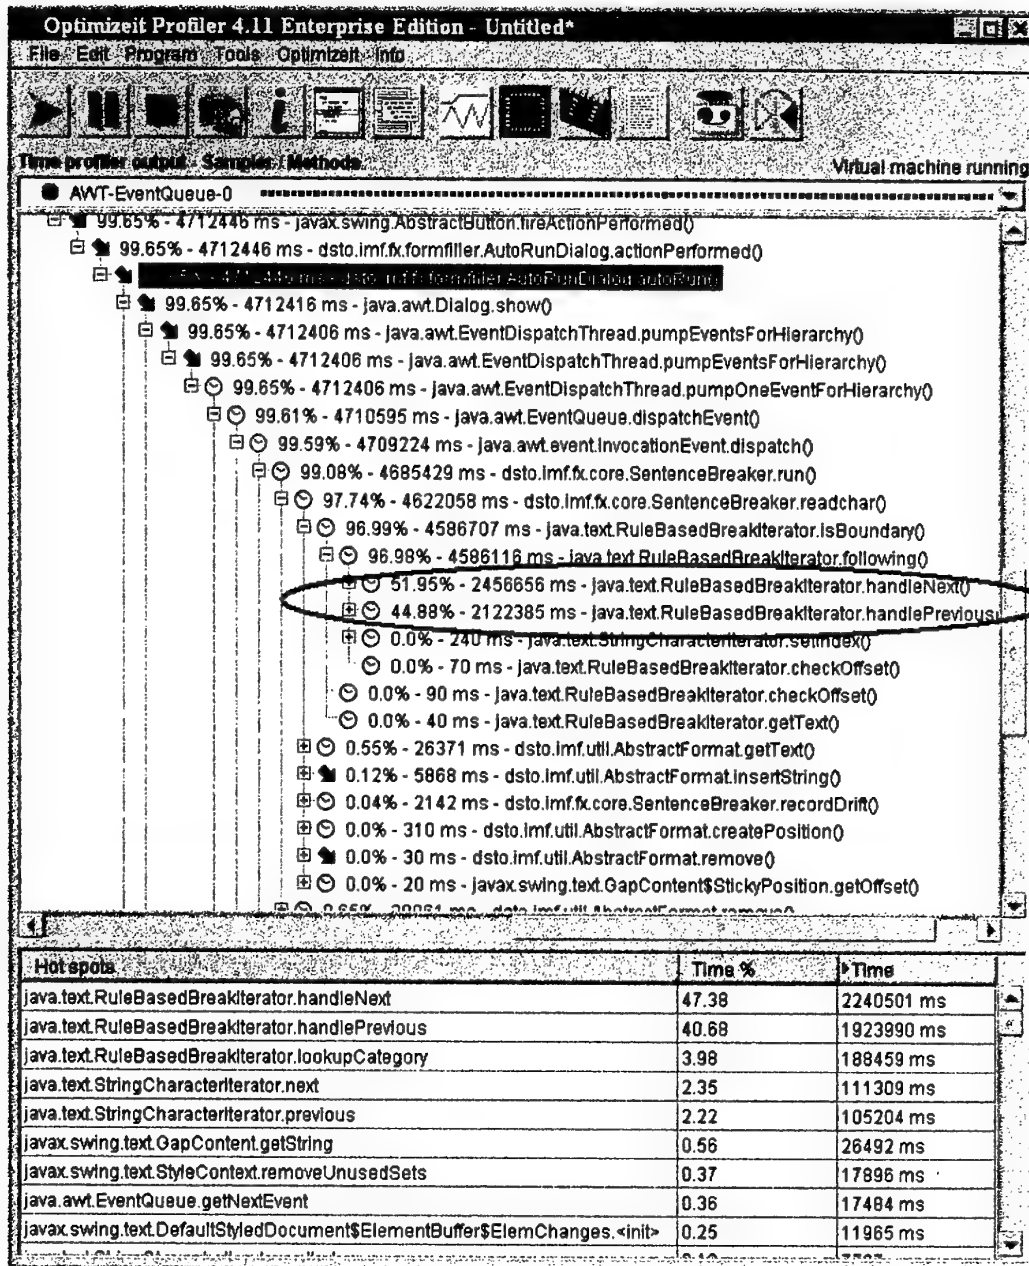 Optimizeit Profiler 4.11 Enterprise Edition - Untitled*
File Edit Program Tools Optimizeit Info
Time profiler output - Sampler / Methods
Virtual machine running
AWT-EventQueue-0
99.65% - 4712446 ms - javax.swing.AbstractButton.fireActionPerformed()
99.65% - 4712446 ms - dsto.imf.fx.formfiller.AutoRunDialog.actionPerformed()
99.65% - 4712416 ms - java.awt.Dialog.show()
99.65% - 4712406 ms - java.awt.EventDispatchThread.pumpEventsForHierarchy()
99.65% - 4712406 ms - java.awt.EventDispatchThread.pumpEventsForHierarchy()
99.65% - 4712406 ms - java.awt.EventDispatchThread.pumpOneEventForHierarchy()
99.61% - 4710595 ms - java.awt.EventQueue.dispatchEvent()
99.59% - 4709224 ms - java.awt.event.InvocationEvent.dispatch()
99.08% - 4685429 ms - dsto.imf.fx.core.SentenceBreaker.run()
97.74% - 4622058 ms - dsto.imf.fx.core.SentenceBreaker.readchar()
96.99% - 4586707 ms - java.text.RuleBasedBreakIterator.isBoundary()
96.98% - 4586116 ms - java.text.RuleBasedBreakIterator.following()
51.95% - 2456656 ms - java.text.RuleBasedBreakIterator.handleNext()
44.88% - 2122385 ms - java.text.RuleBasedBreakIterator.handlePrevious(
0.0% - 240 ms - java.text.StringCharacterIterator.setIndex()
0.0% - 70 ms - java.text.RuleBasedBreakIterator.checkOffset()
0.0% - 90 ms - java.text.RuleBasedBreakIterator.checkOffset()
0.0% - 40 ms - java.text.RuleBasedBreakIterator.getText()
0.55% - 26371 ms - dsto.imf.util.AbstractFormat.getText()
0.12% - 5868 ms - dsto.imf.util.AbstractFormat.insertString()
0.04% - 2142 ms - dsto.imf.fx.core.SentenceBreaker.recordDrift()
0.0% - 310 ms - dsto.imf.util.AbstractFormat.createPosition()
0.0% - 30 ms - dsto.imf.util.AbstractFormat.remove()
0.0% - 20 ms - javax.swing.text.GapContent$StickyPosition.getOffset()
Hot spots Time % Time
java.text.RuleBasedBreakIterator.handleNext 47.38 2240501 ms
java.text.RuleBasedBreakIterator.handlePrevious 40.68 1923990 ms
java.text.RuleBasedBreakIterator.lookupCategory 3.98 188459 ms
java.text.StringCharacterIterator.next 2.35 111309 ms
java.text.StringCharacterIterator.previous 2.22 105204 ms
javax.swing.text.GapContent.getString 0.56 26492 ms
javax.swing.text.StyleContext.removeUnusedSets 0.37 17896 ms
java.awt.EventQueue.getNextEvent 0.36 17484 ms
javax.swing.text.DefaultStyledDocument$ElementBuffer$ElemChanges.<init> 0.25 11965 ms